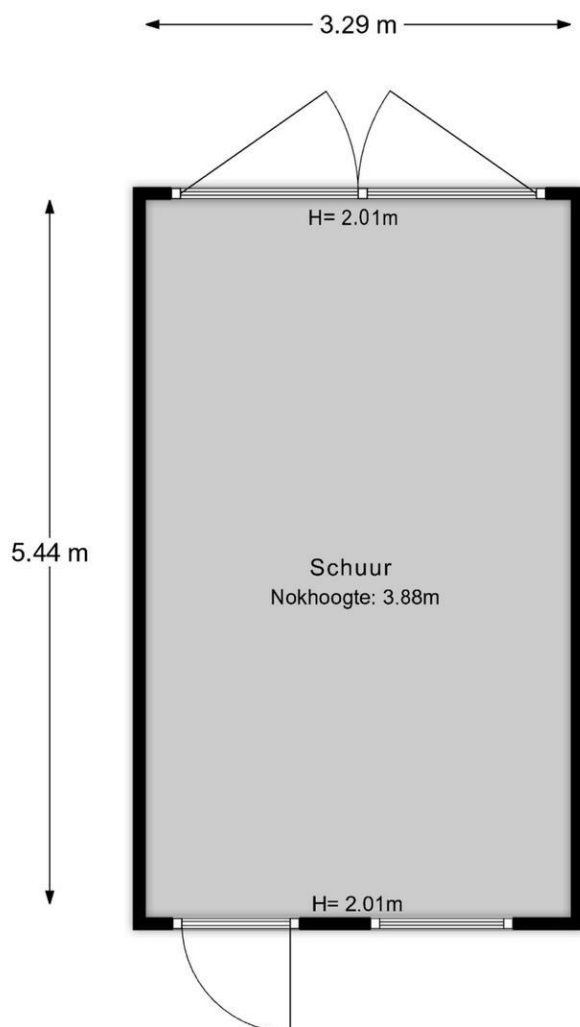 3.29 m
H= 2.01m
5.44 m
Schuur
Nokhoogte: 3.88m
H= 2.01m